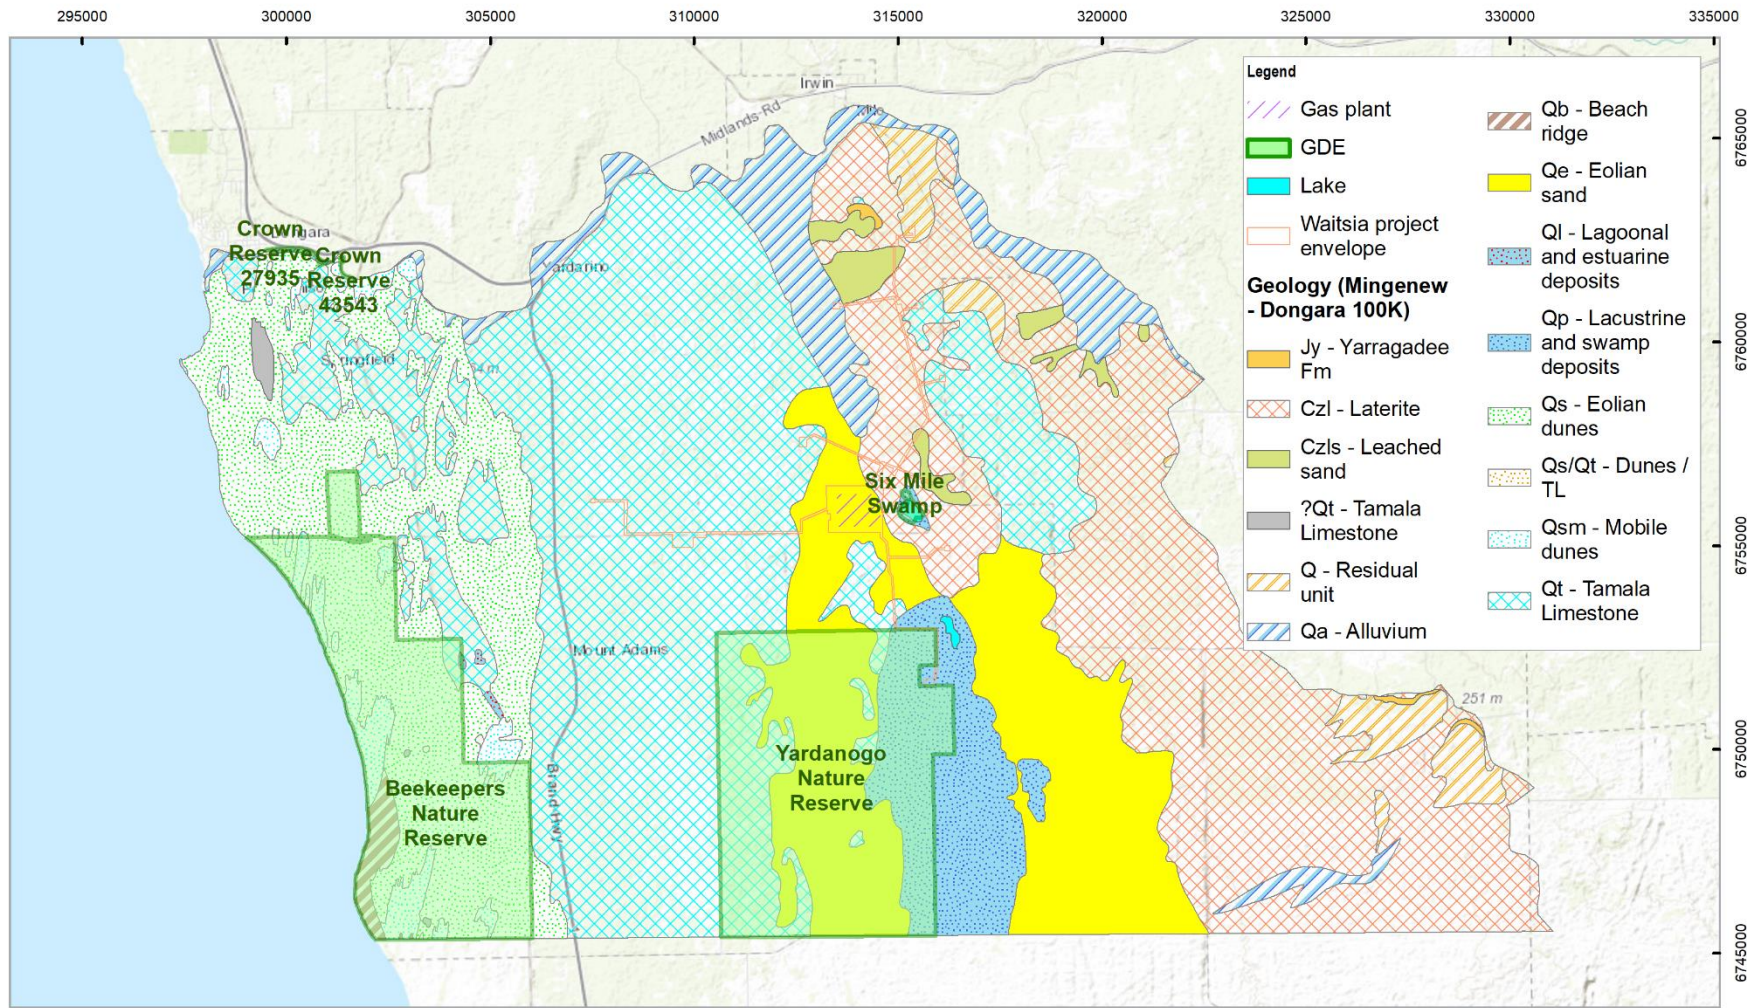 295000
300000
305000
310000
315000
320000
325000
330000
335000
6765000
6760000
6755000
6750000
6745000
Irwin
Midlands-Rd
Crown
Reserve
27935
Crown
Reserve
43543
Yardarino
Springfield
Six Mile
Swamp
Mount Adams
Brand Hwy
Yardanogo
Nature
Reserve
Beekeepers
Nature
Reserve
251 m
Legend
Gas plant
GDE
Lake
Waitsia project
envelope
Geology (Mingenew
- Dongara 100K)
Jy - Yarragadee
Fm
Czl - Laterite
Czls - Leached
sand
?Qt - Tamala
Limestone
Q - Residual
unit
Qa - Alluvium
Qb - Beach
ridge
Qe - Eolian
sand
Ql - Lagoonal
and estuarine
deposits
Qp - Lacustrine
and swamp
deposits
Qs - Eolian
dunes
Qs/Qt - Dunes /
TL
Qsm - Mobile
dunes
Qt - Tamala
Limestone